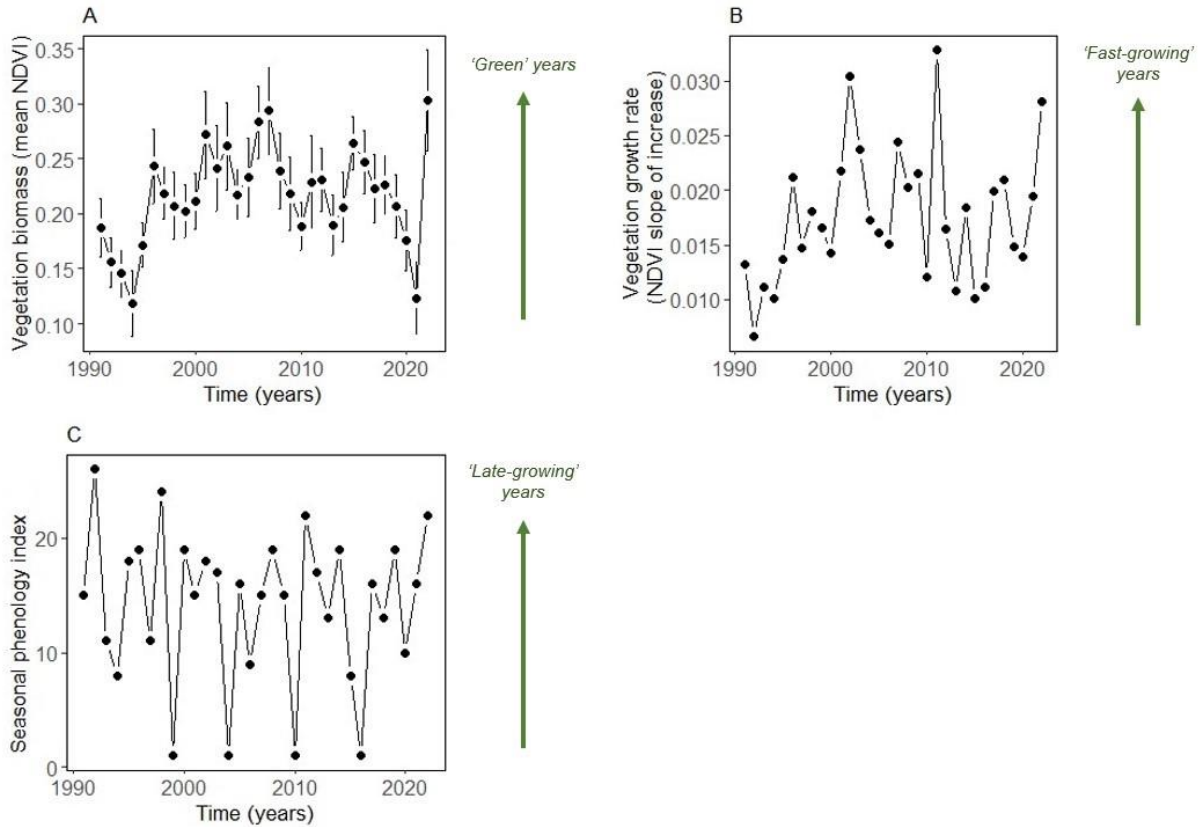 A
Vegetation biomass (mean NDVI)
0.35
0.30
0.25
0.20
0.15
0.10
1990
2000
2010
2020
Time (years)
‘Green’ years
B
Vegetation growth rate
(NDVI slope of increase)
0.030
0.025
0.020
0.015
0.010
1990
2000
2010
2020
Time (years)
‘Fast-growing’
years
C
Seasonal phenology index
20
10
0
1990
2000
2010
2020
Time (years)
‘Late-growing’
years